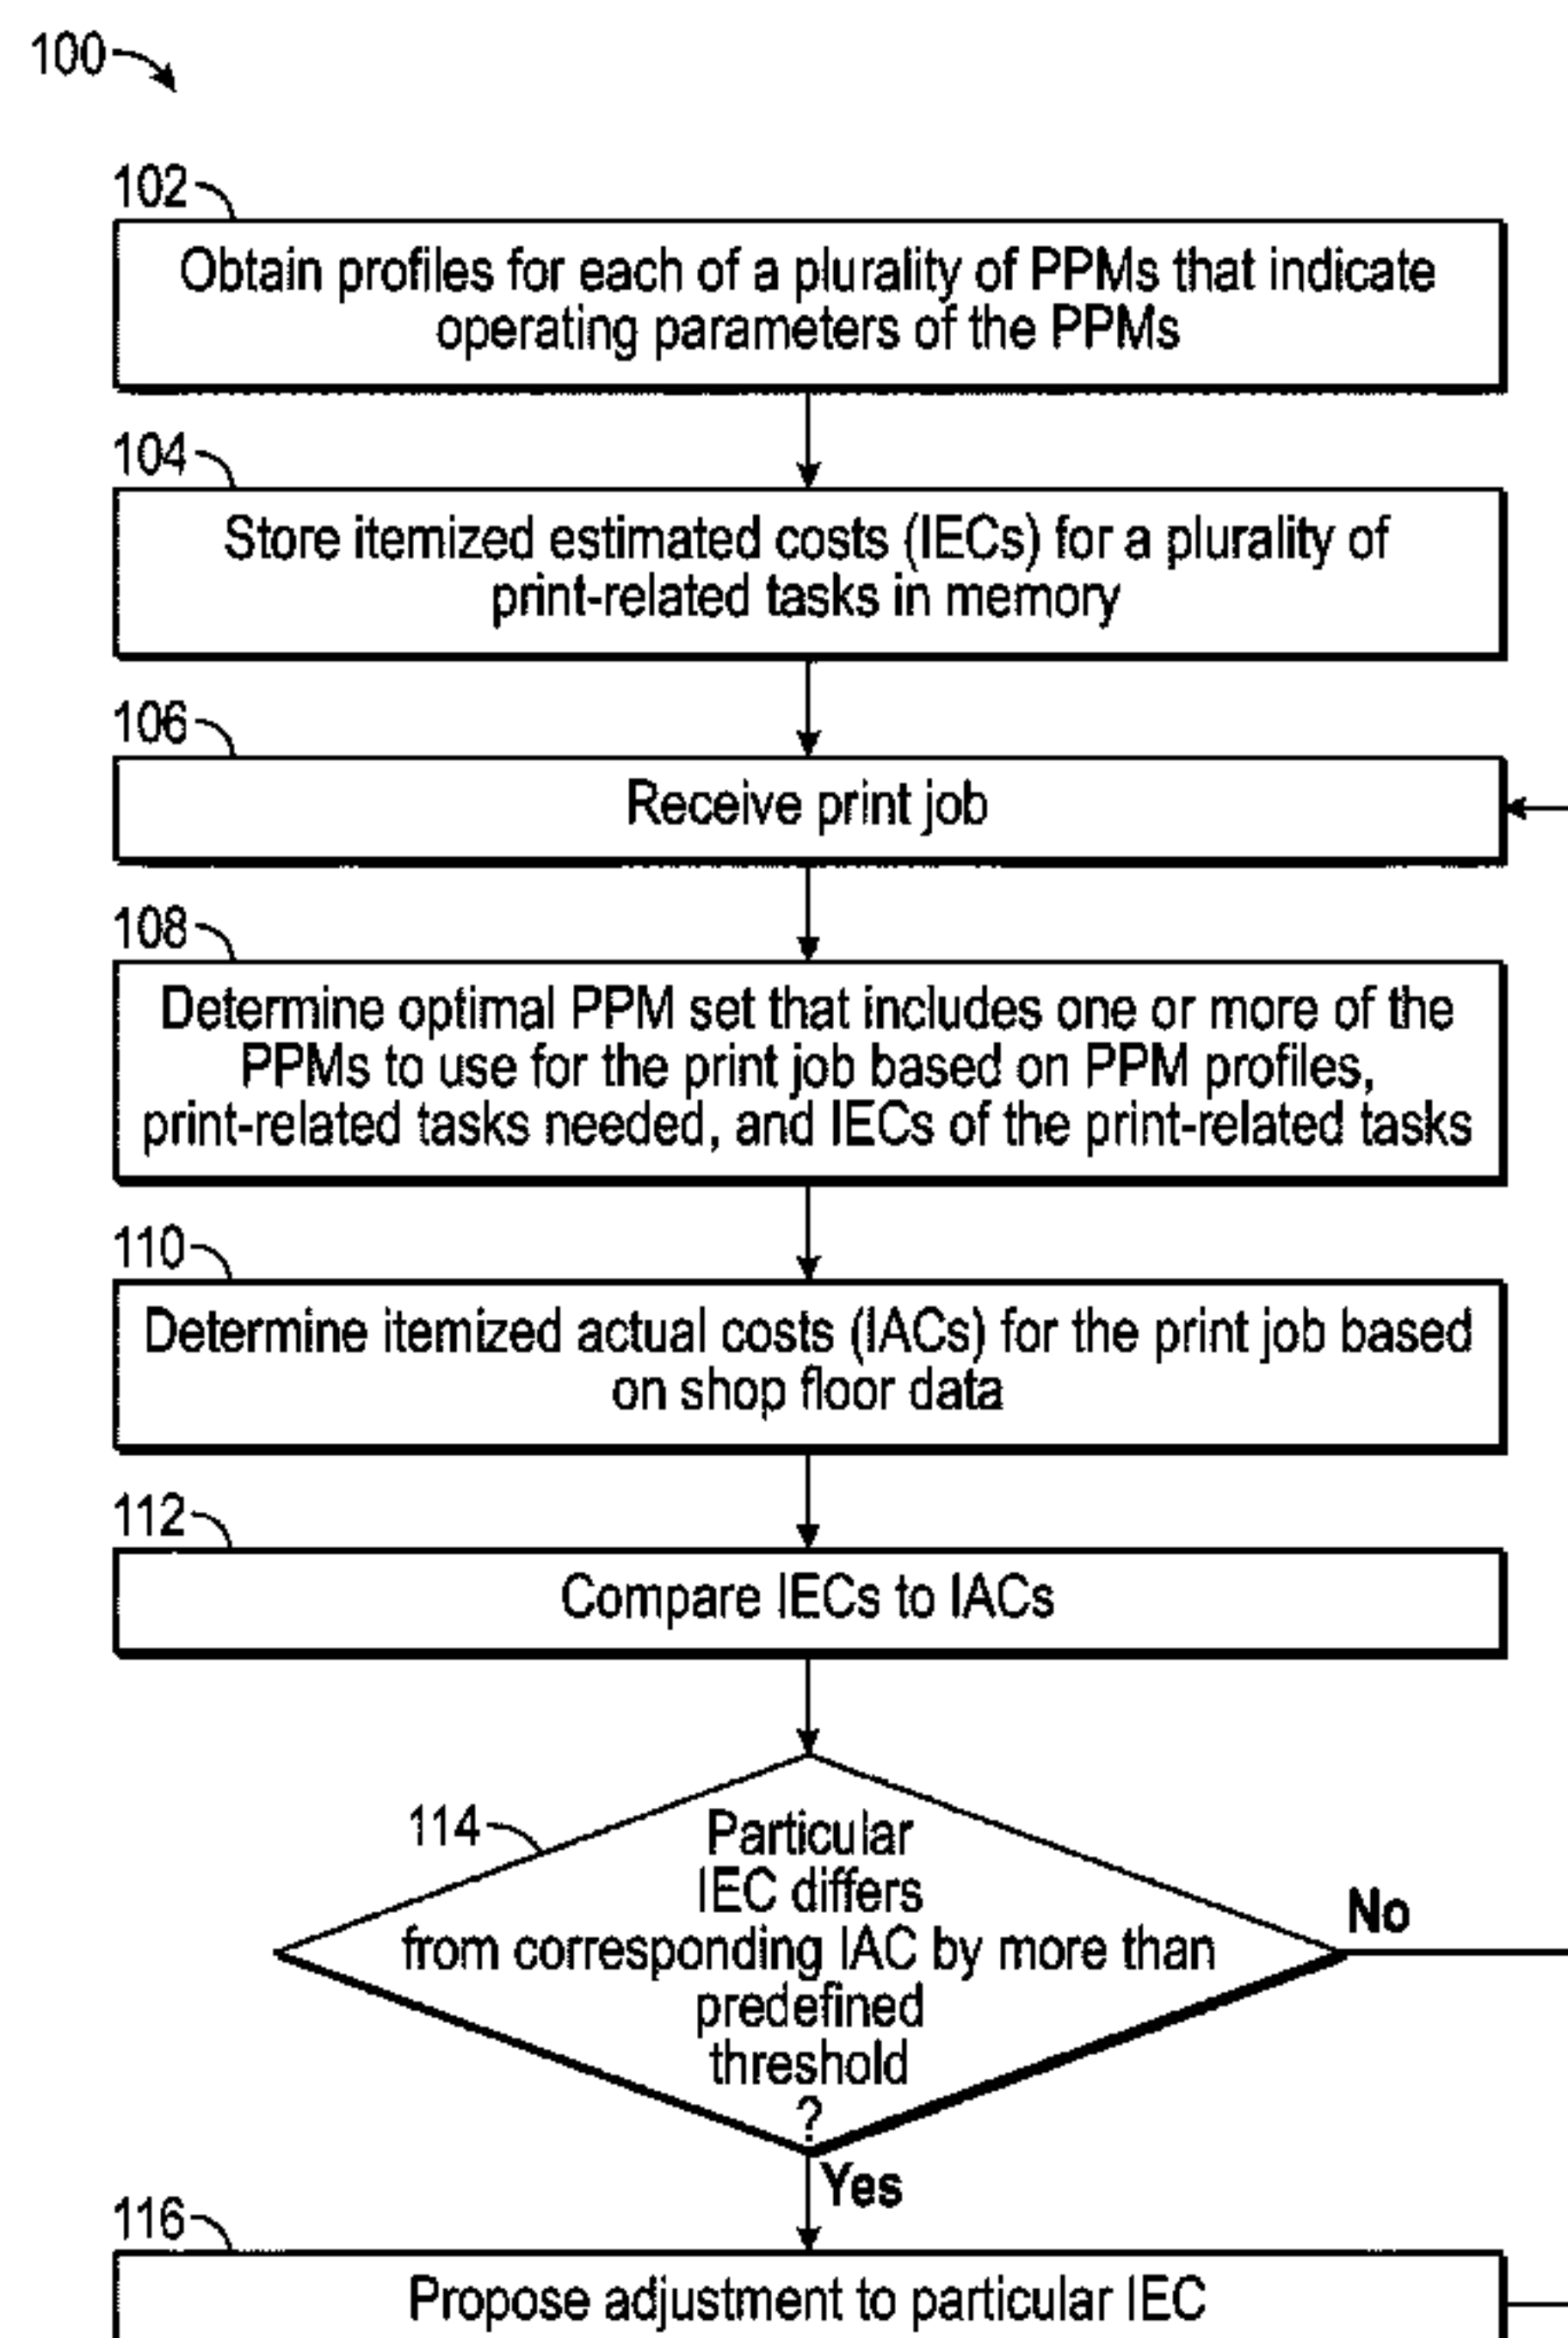 100
102
Obtain profiles for each of a plurality of PPMs that indicate
operating parameters of the PPMs
104
Store itemized estimated costs (IECs) for a plurality of
print-related tasks in memory
106
Receive print job
108
Determine optimal PPM set that includes one or more of the
PPMs to use for the print job based on PPM profiles,
print-related tasks needed, and IECs of the print-related tasks
110
Determine itemized actual costs (IACs) for the print job based
on shop floor data
112
Compare IECs to IACs
114
Particular
IEC differs
from corresponding IAC by more than
predefined
threshold
?
No
Yes
116
Propose adjustment to particular IEC